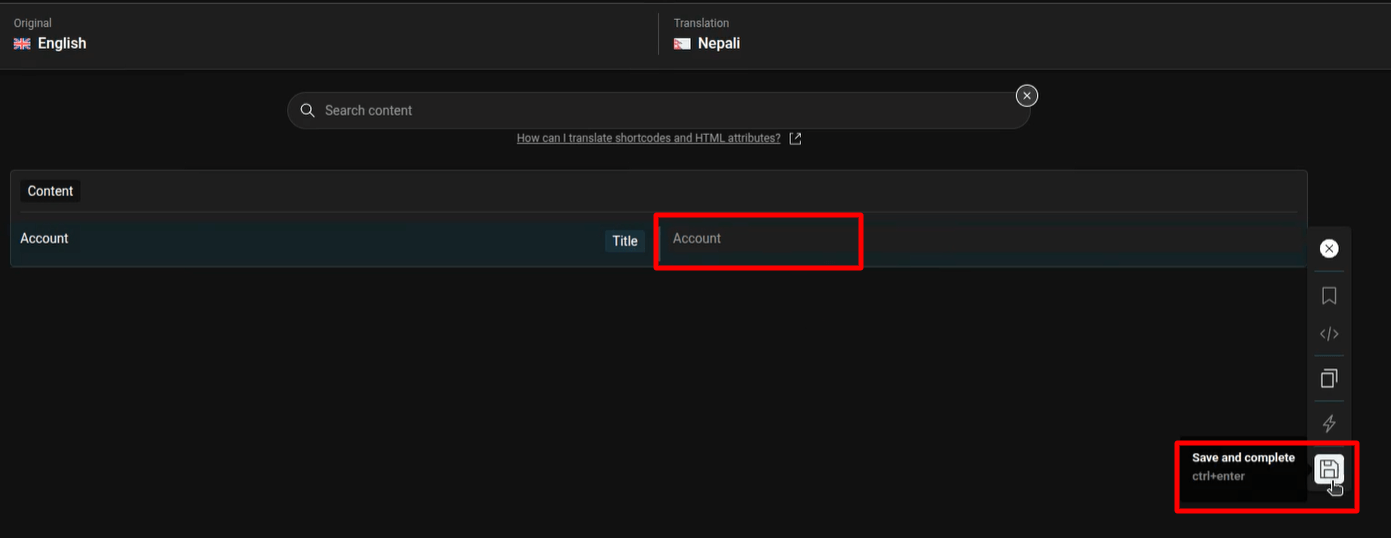 Original
English
Translation
Nepali
Search content
How can I translate shortcodes and HTML attributes?
Content
Account
Title
Account
Save and complete
ctrl+enter